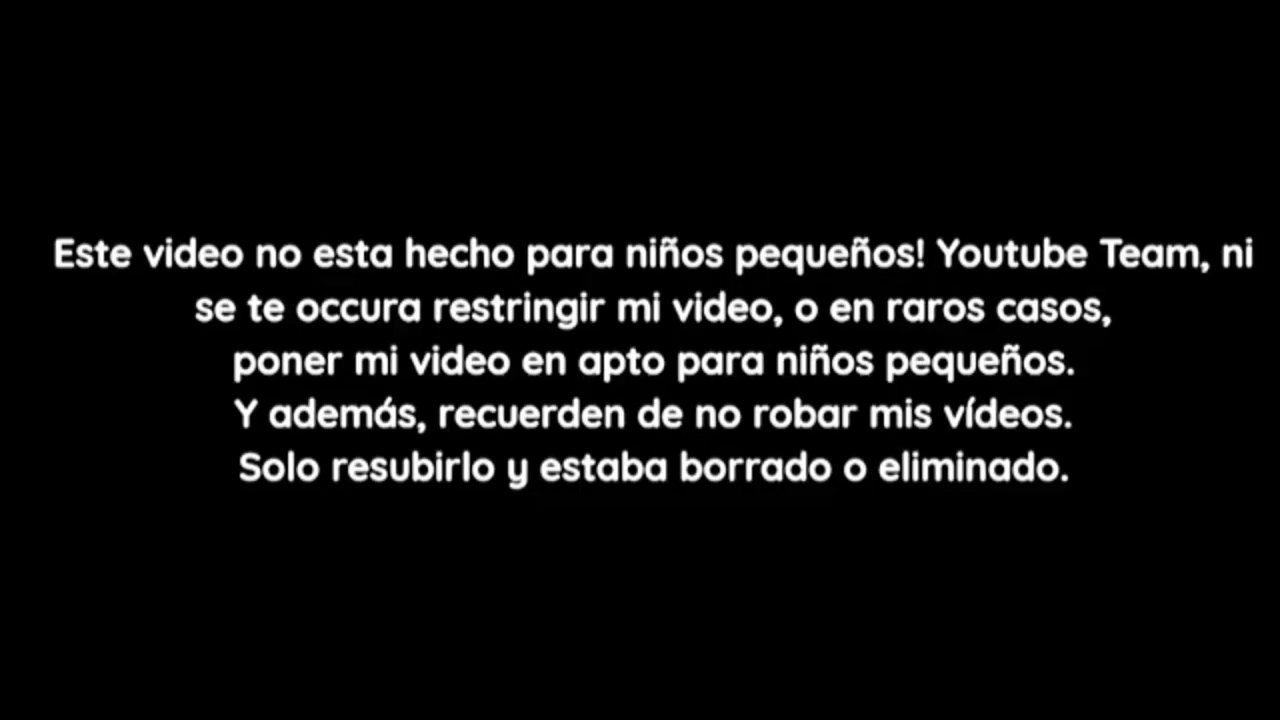 Este video no esta hecho para niños pequeños! Youtube Team, ni
se te occura restringir mi video, o en raros casos,
poner mi video en apto para niños pequeños.
Y además, recuerden de no robar mis vídeos.
Solo resubirlo y estaba borrado o eliminado.